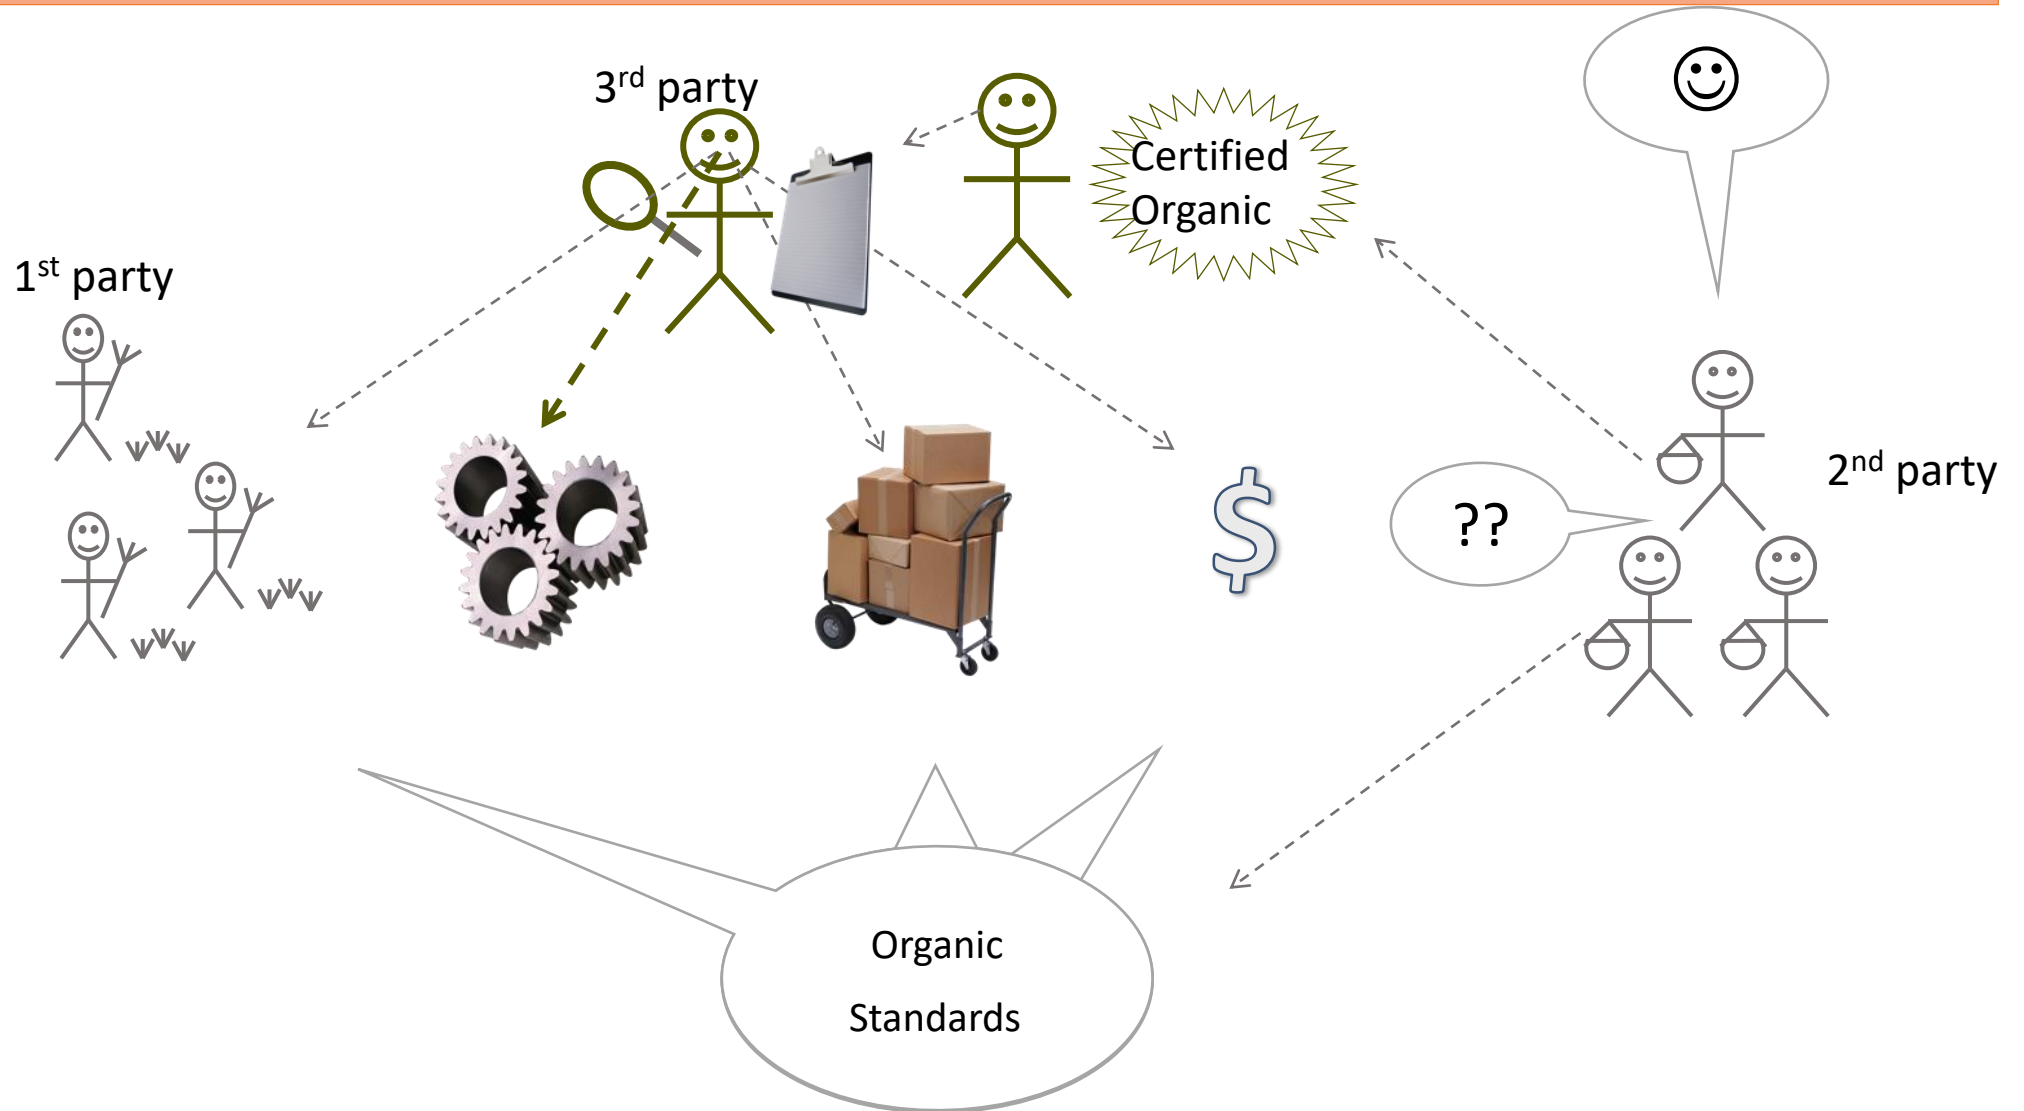 3rd party
Certified
Organic
1st party
2nd party
??
$
Organic
Standards